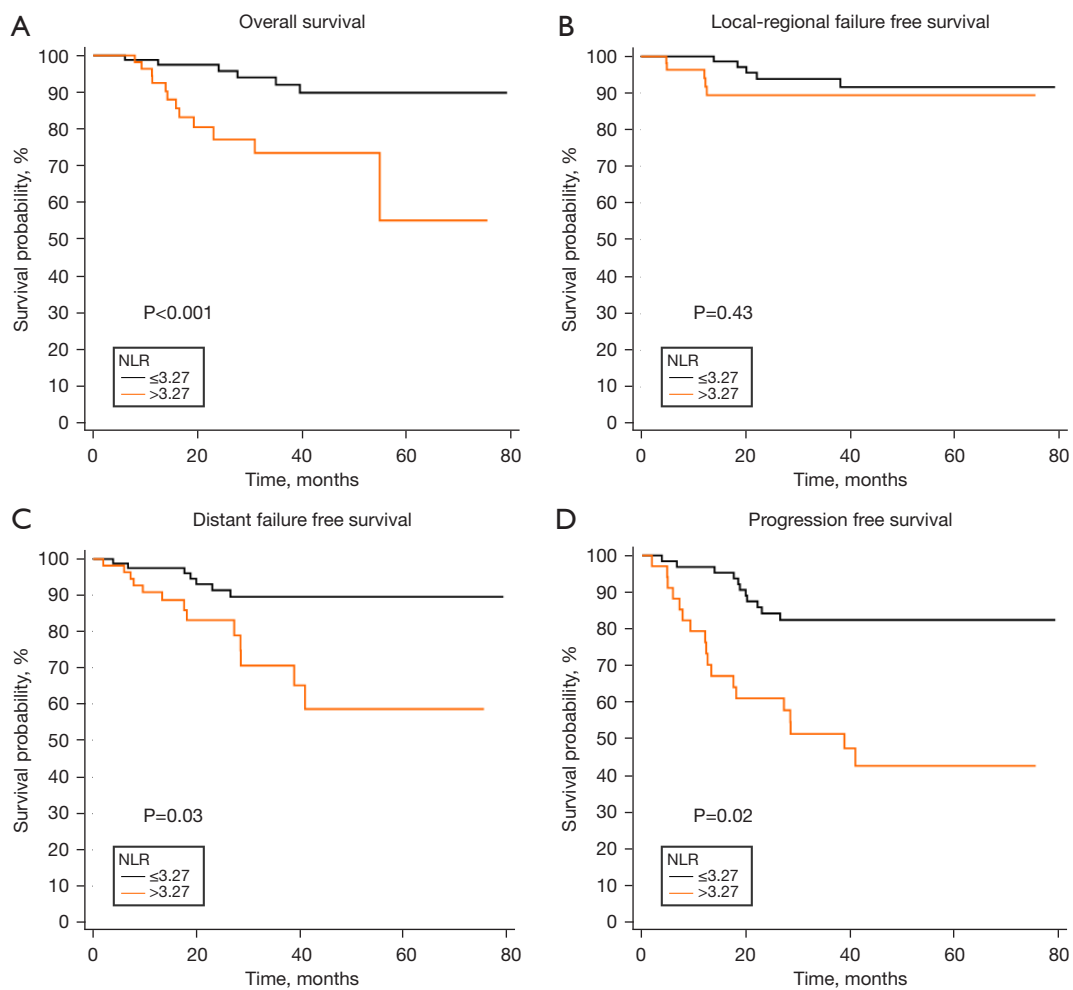 A
Overall survival
100
90
80
70
60
50
40
30
20
10
0
Survival probability, %
P<0.001
NLR
≤3.27
>3.27
0 20 40 60 80
Time, months
B
Local-regional failure free survival
100
90
80
70
60
50
40
30
20
10
0
Survival probability, %
P=0.43
NLR
≤3.27
>3.27
0 20 40 60 80
Time, months
C
Distant failure free survival
100
90
80
70
60
50
40
30
20
10
0
Survival probability, %
P=0.03
NLR
≤3.27
>3.27
0 20 40 60 80
Time, months
D
Progression free survival
100
90
80
70
60
50
40
30
20
10
0
Survival probability, %
P=0.02
NLR
≤3.27
>3.27
0 20 40 60 80
Time, months